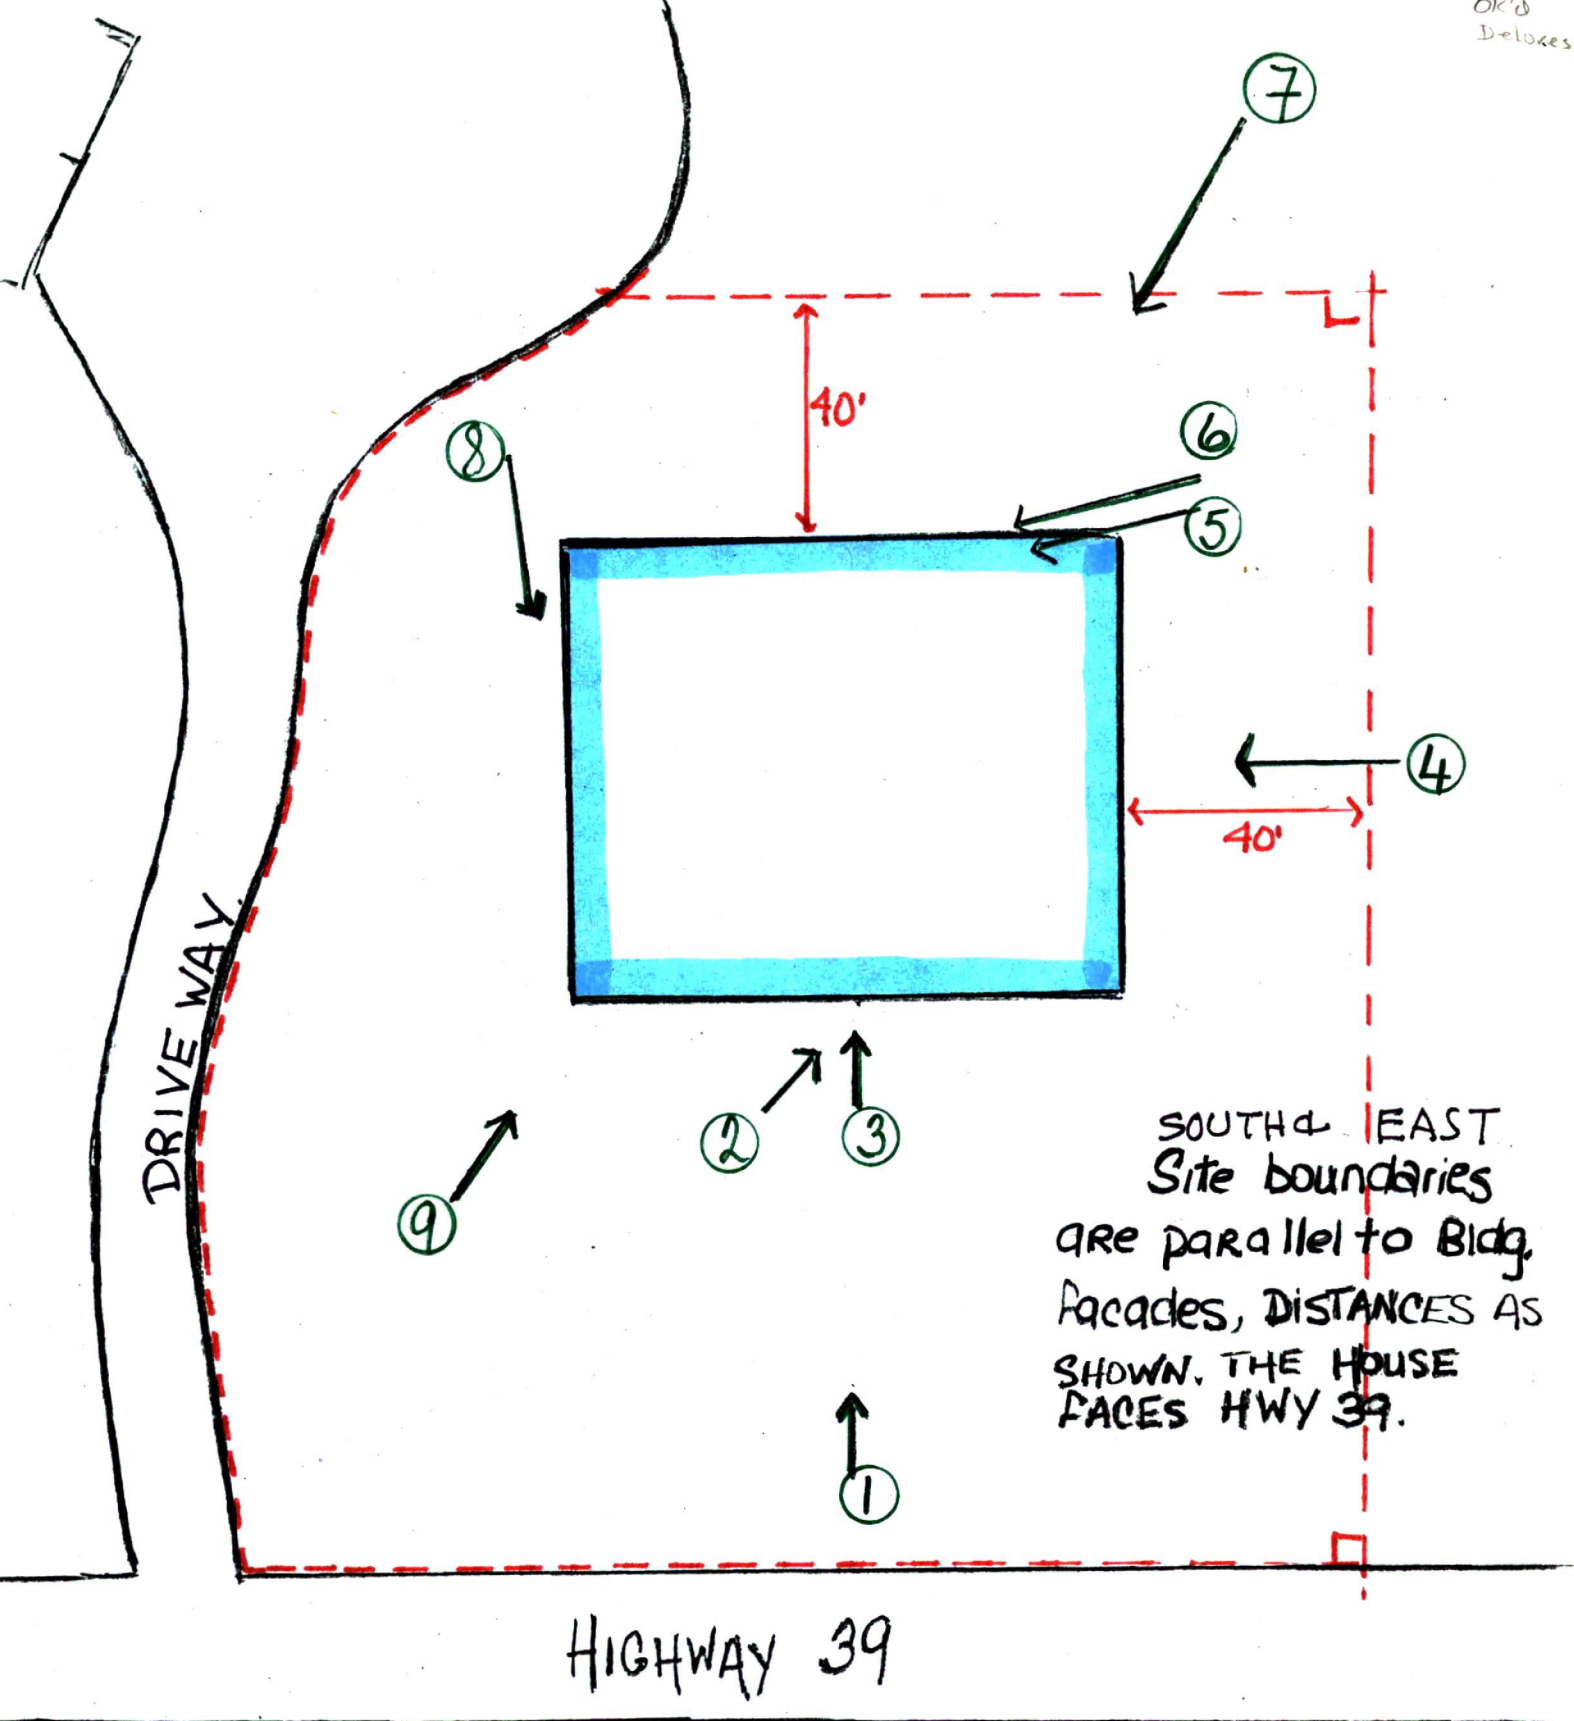 OK'D
Delores
7
40'
6
8
5
4
40'
DRIVE WAY
2
3
SOUTH & EAST
Site boundaries
9
are parallel to Bldg.
facades, DISTANCES AS
SHOWN. THE HOUSE
FACES HWY 39.
1
HIGHWAY 39